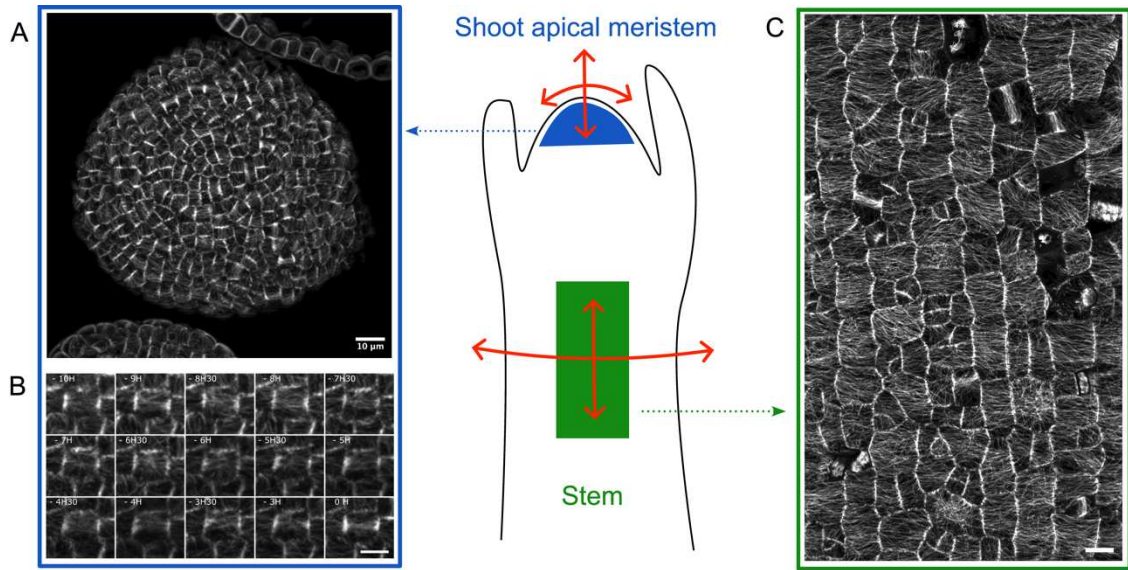 A
Shoot apical meristem
C
10 µm
B
- 10H
- 9H
- 8H30
- 8H
- 7H30
- 7H
- 6H30
- 6H
- 5H30
- 5H
- 4H30
- 4H
- 3H30
- 3H
0 H
Stem